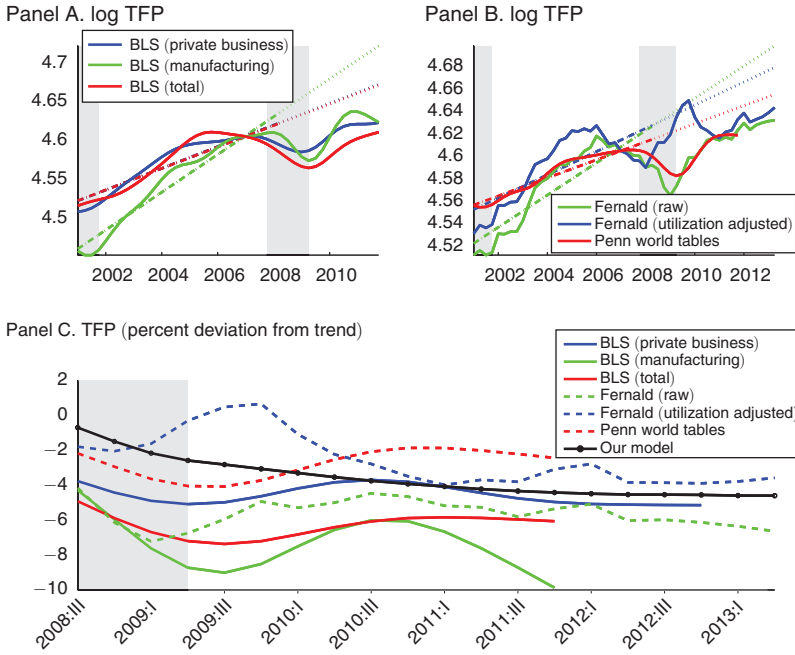 Panel A. log TFP
4.7
4.65
4.6
4.55
4.5
BLS (private business)
BLS (manufacturing)
BLS (total)
2002 2004 2006 2008 2010
Panel B. log TFP
4.68
4.66
4.64
4.62
4.6
4.58
4.56
4.54
4.52
Fernald (raw)
Fernald (utilization adjusted)
Penn world tables
2002 2004 2006 2008 2010 2012
Panel C. TFP (percent deviation from trend)
2
0
−2
−4
−6
−8
−10
BLS (private business)
BLS (manufacturing)
BLS (total)
Fernald (raw)
Fernald (utilization adjusted)
Penn world tables
Our model
2008:III 2009:I 2009:III 2010:I 2010:III 2011:I 2011:III 2012:I 2012:III 2013:I